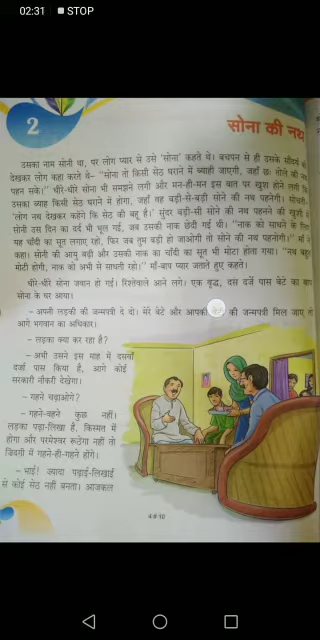 02:31 STOP
2
सोना की नथ
उसका नाम सोनी था, पर लोग प्यार से उसे 'सोना' कहते थे। बचपन से ही उसके सौंदर्य को
देखकर लोग कहा करते थे– "सोना तो किसी सेठ घराने में ब्याही जाएगी, जहाँ छः तोले की नथ
पहन सके।" धीरे-धीरे सोना भी समझने लगी और मन-ही-मन इस बात पर खुश होने लगी कि
उसका ब्याह किसी सेठ घराने में होगा, जहाँ वह बड़ी-से-बड़ी सोने की नथ पहनेगी। सोचती–
'लोग नथ देखकर कहेंगे कि सेठ की बहू है।' सुंदर बड़ी-सी सोने की नथ पहनने की खुशी में
सोनी उस दिन का दर्द भी भूल गई, जब उसकी नाक छेदी गई थी। "नाक को साधने के लिए
यह चाँदी का सूत लगाए रहो, फिर जब तुम बड़ी हो जाओगी तो सोने की नथ पहनोगी।" माँ ने
कहा। सोनी की आयु बढ़ी और उसकी नाक का चाँदी का सूत भी मोटा होता गया। "नथ बहुत
मोटी होगी, नाक को अभी से साधती रहो।" माँ-बाप प्यार जताते हुए कहते।
धीरे-धीरे सोना जवान हो गई। रिश्तेवाले आने लगे। एक वृद्ध, दस दर्जे पास बेटे का बाप
सोना के घर आया।
– अपनी लड़की की जन्मपत्री दे दो। मेरे बेटे और आपकी की जन्मपत्री मिल जाए तो
आगे भगवान का अधिकार।
– लड़का क्या कर रहा है?
– अभी उसने इस माह में दसवाँ
दर्जा पास किया है, आगे कोई
सरकारी नौकरी देखेगा।
– गहने चढ़ाओगे?
– गहने-वहने कुछ नहीं।
लड़का पढ़ा-लिखा है, किस्मत में
होगा और परमेश्वर रूठेगा नहीं तो
ज़िंदगी में गहने-ही-गहने होंगे।
– भाई! ज़्यादा पढ़ाई-लिखाई
से कोई सेठ नहीं बनता। आजकल